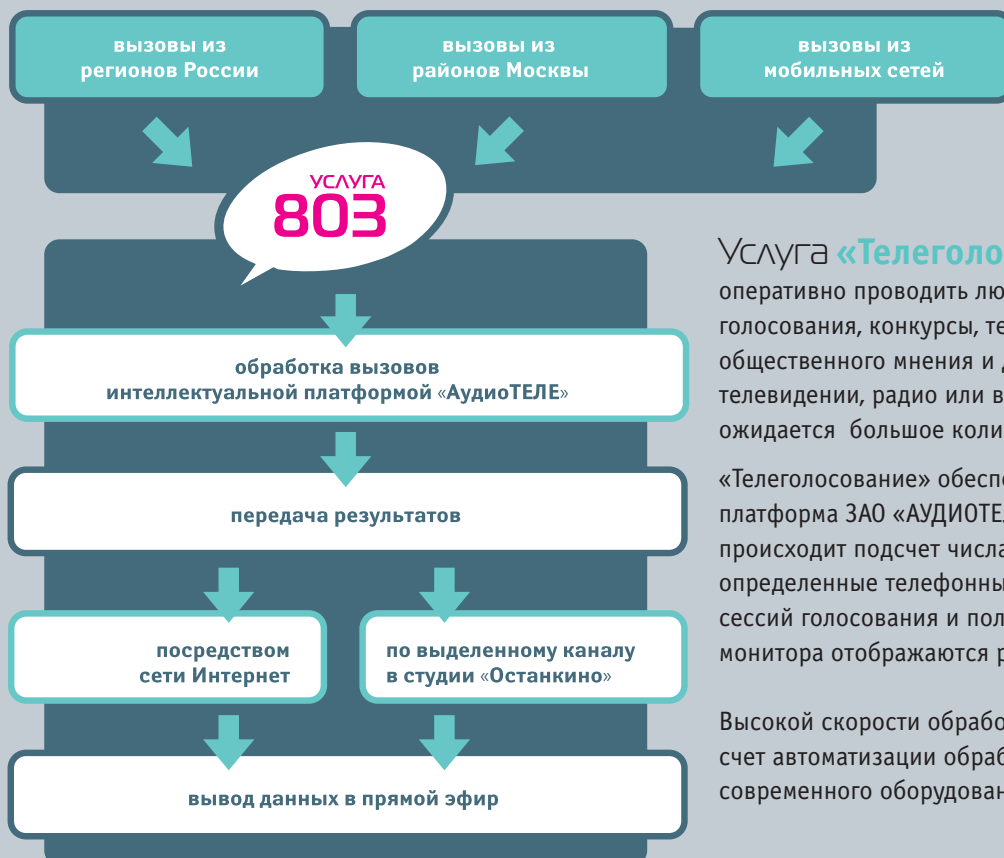 вызовы из
регионов России
вызовы из
районов Москвы
вызовы из
мобильных сетей
УСЛУГА
803
обработка вызовов
интеллектуальной платформой «АудиоТЕЛЕ»
передача результатов
посредством
сети Интернет
по выделенному каналу
в студии «Останкино»
вывод данных в прямой эфир
Услуга «Телеголо
оперативно проводить лю
голосования, конкурсы, те
общественного мнения и
телевидении, радио или в
ожидается большое коли
«Телеголосование» обесп
платформа ЗАО «АУДИОТЕ
происходит подсчет числа
определенные телефонны
сессий голосования и пол
монитора отображаются р
Высокой скорости обрабо
счет автоматизации обраб
современного оборудован